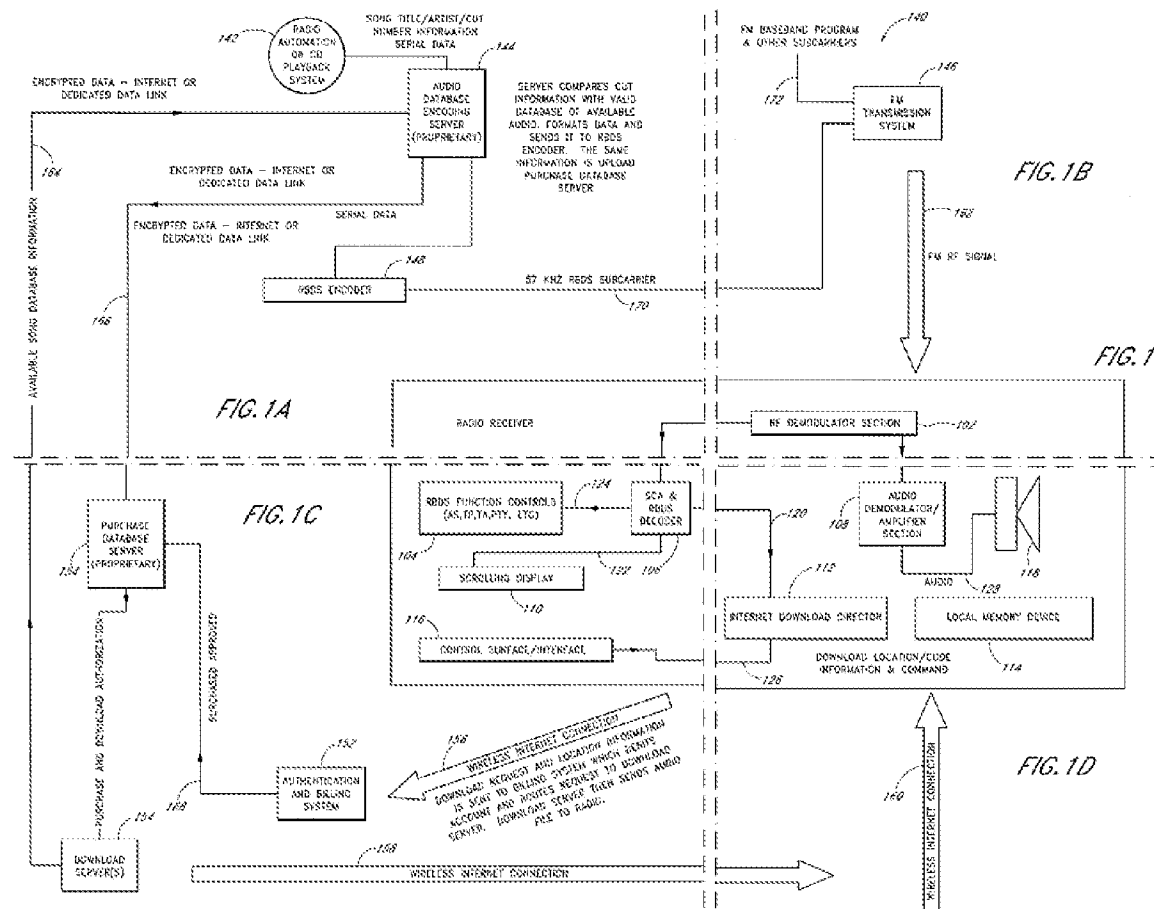 SONG TITLE/ARTIST/CUT
NUMBER INFORMATION
SERIAL DATA
142
RADIO
AUTOMATION
OR CD
PLAYBACK
SYSTEM
144
ENCRYPTED DATA – INTERNET OR
DEDICATED DATA LINK
AUDIO
DATABASE
ENCODING
SERVER
(PROPRIETARY)
SERVER COMPARES CUT
INFORMATION WITH VALID
DATABASE OF AVAILABLE
AUDIO, FORMATS DATA AND
SENDS IT TO RBDS
ENCODER. THE SAME
INFORMATION IS UPLOAD
PURCHASE DATABASE
SERVER
164
ENCRYPTED DATA – INTERNET OR
DEDICATED DATA LINK
SERIAL DATA
ENCRYPTED DATA – INTERNET OR
DEDICATED DATA LINK
148
RBDS ENCODER
57 KHZ RBDS SUBCARRIER
170
166
AVAILABLE SONG DATABASE INFORMATION
FIG. 1A
FM BASEBAND PROGRAM
& OTHER SUBCARRIERS
140
146
172
FM
TRANSMISSION
SYSTEM
FIG. 1B
FM RF SIGNAL
FIG. 1
RADIO RECEIVER
RF DEMODULATOR SECTION
102
PURCHASE
DATABASE
SERVER
(PROPRIETARY)
FIG. 1C
RBDS FUNCTION CONTROLS
(AS,TP,TA,PTY, ETC)
104
124
SCA &
RBDS
DECODER
106
122
SCROLLING DISPLAY
110
116
CONTROL SURFACE/INTERFACE
120
108
AUDIO
DEMODULATOR/
AMPLIFIER
SECTION
118
AUDIO
128
112
INTERNET DOWNLOAD DIRECTOR
LOCAL MEMORY DEVICE
114
DOWNLOAD LOCATION/CODE
INFORMATION & COMMAND
126
PURCHASE AND DOWNLOAD AUTHORIZATION
PURCHASED APPROVED
168
152
AUTHENTICATION
AND BILLING
SYSTEM
156
WIRELESS INTERNET CONNECTION
DOWNLOAD REQUEST AND LOCATION INFORMATION
IS SENT TO BILLING SYSTEM WHICH DEBITS
ACCOUNT AND ROUTES REQUEST TO DOWNLOAD
SERVER. DOWNLOAD SERVER THEN SENDS AUDIO
FILE TO RADIO.
FIG. 1D
160
WIRELESS INTERNET CONNECTION
154
DOWNLOAD
SERVER(S)
158
WIRELESS INTERNET CONNECTION